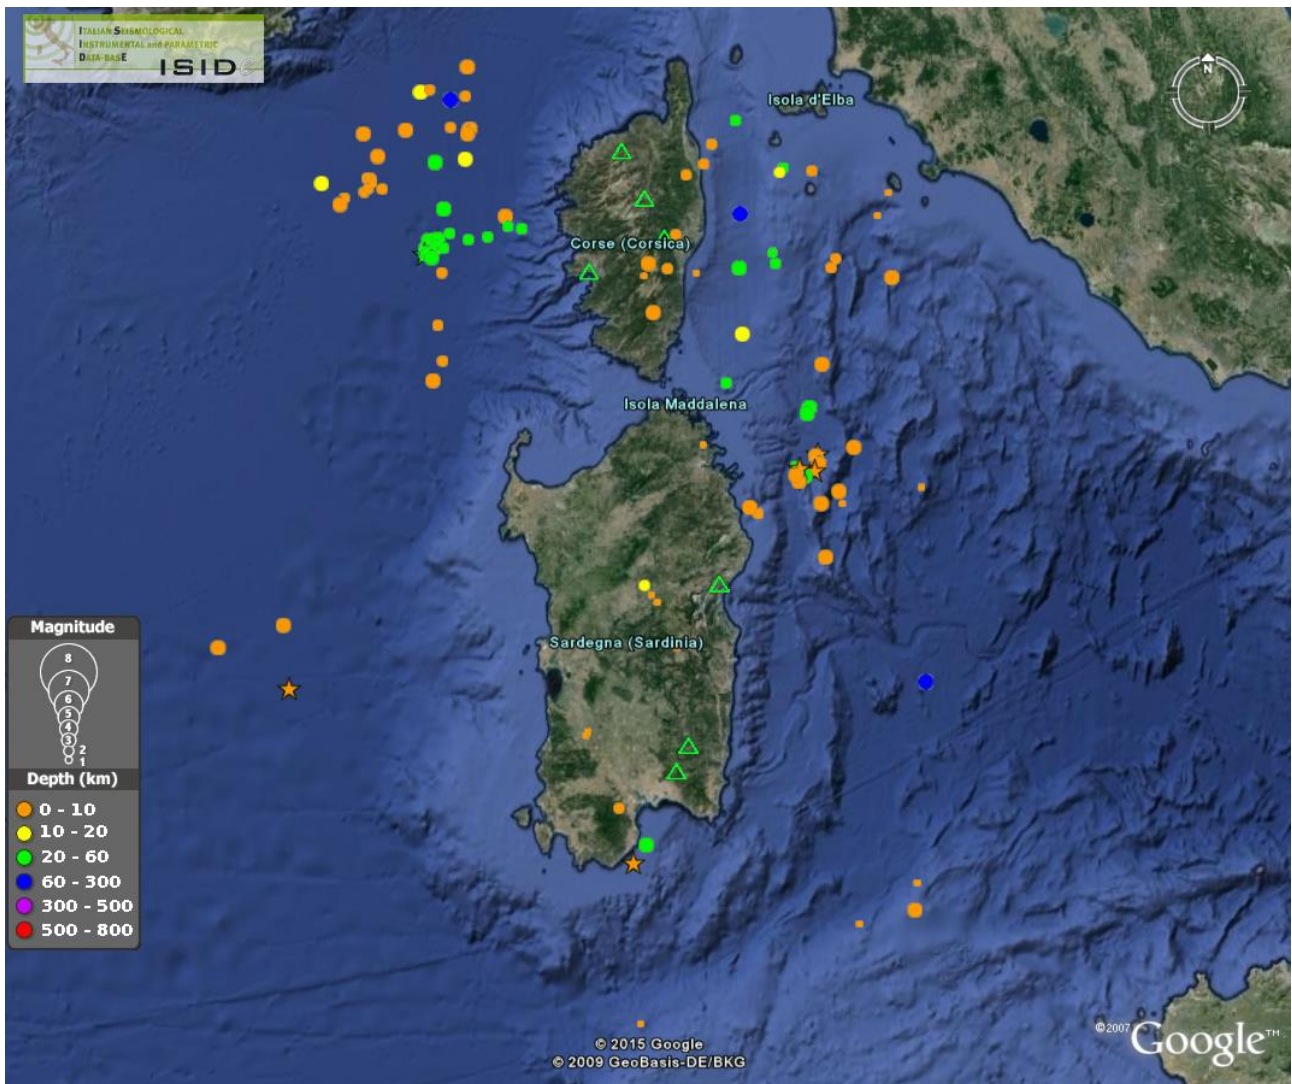 ITALIAN SEISMOLOGICAL
INSTRUMENTAL and PARAMETRIC
DATA-BASE
ISIDe
N
Isola d'Elba
Corse (Corsica)
Isola Maddalena
Sardegna (Sardinia)
Magnitude
8
7
6
5
4
3
2
1
Depth (km)
0 - 10
10 - 20
20 - 60
60 - 300
300 - 500
500 - 800
© 2015 Google
© 2009 GeoBasis-DE/BKG
©2007 Google™